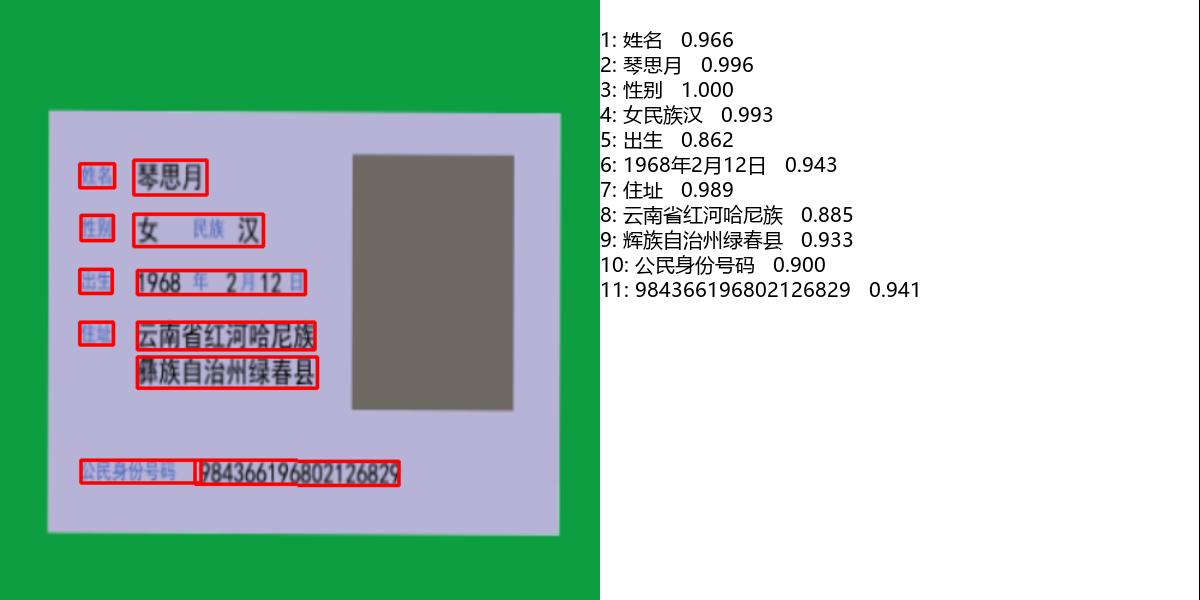 姓名 琴思月
性别 女 民族 汉
出生 1968 年 2 月 12 日
住址 云南省红河哈尼族
彝族自治州绿春县
公民身份号码 984366196802126829
1: 姓名 0.966
2: 琴思月 0.996
3: 性别 1.000
4: 女民族汉 0.993
5: 出生 0.862
6: 1968年2月12日 0.943
7: 住址 0.989
8: 云南省红河哈尼族 0.885
9: 辉族自治州绿春县 0.933
10: 公民身份号码 0.900
11: 984366196802126829 0.941